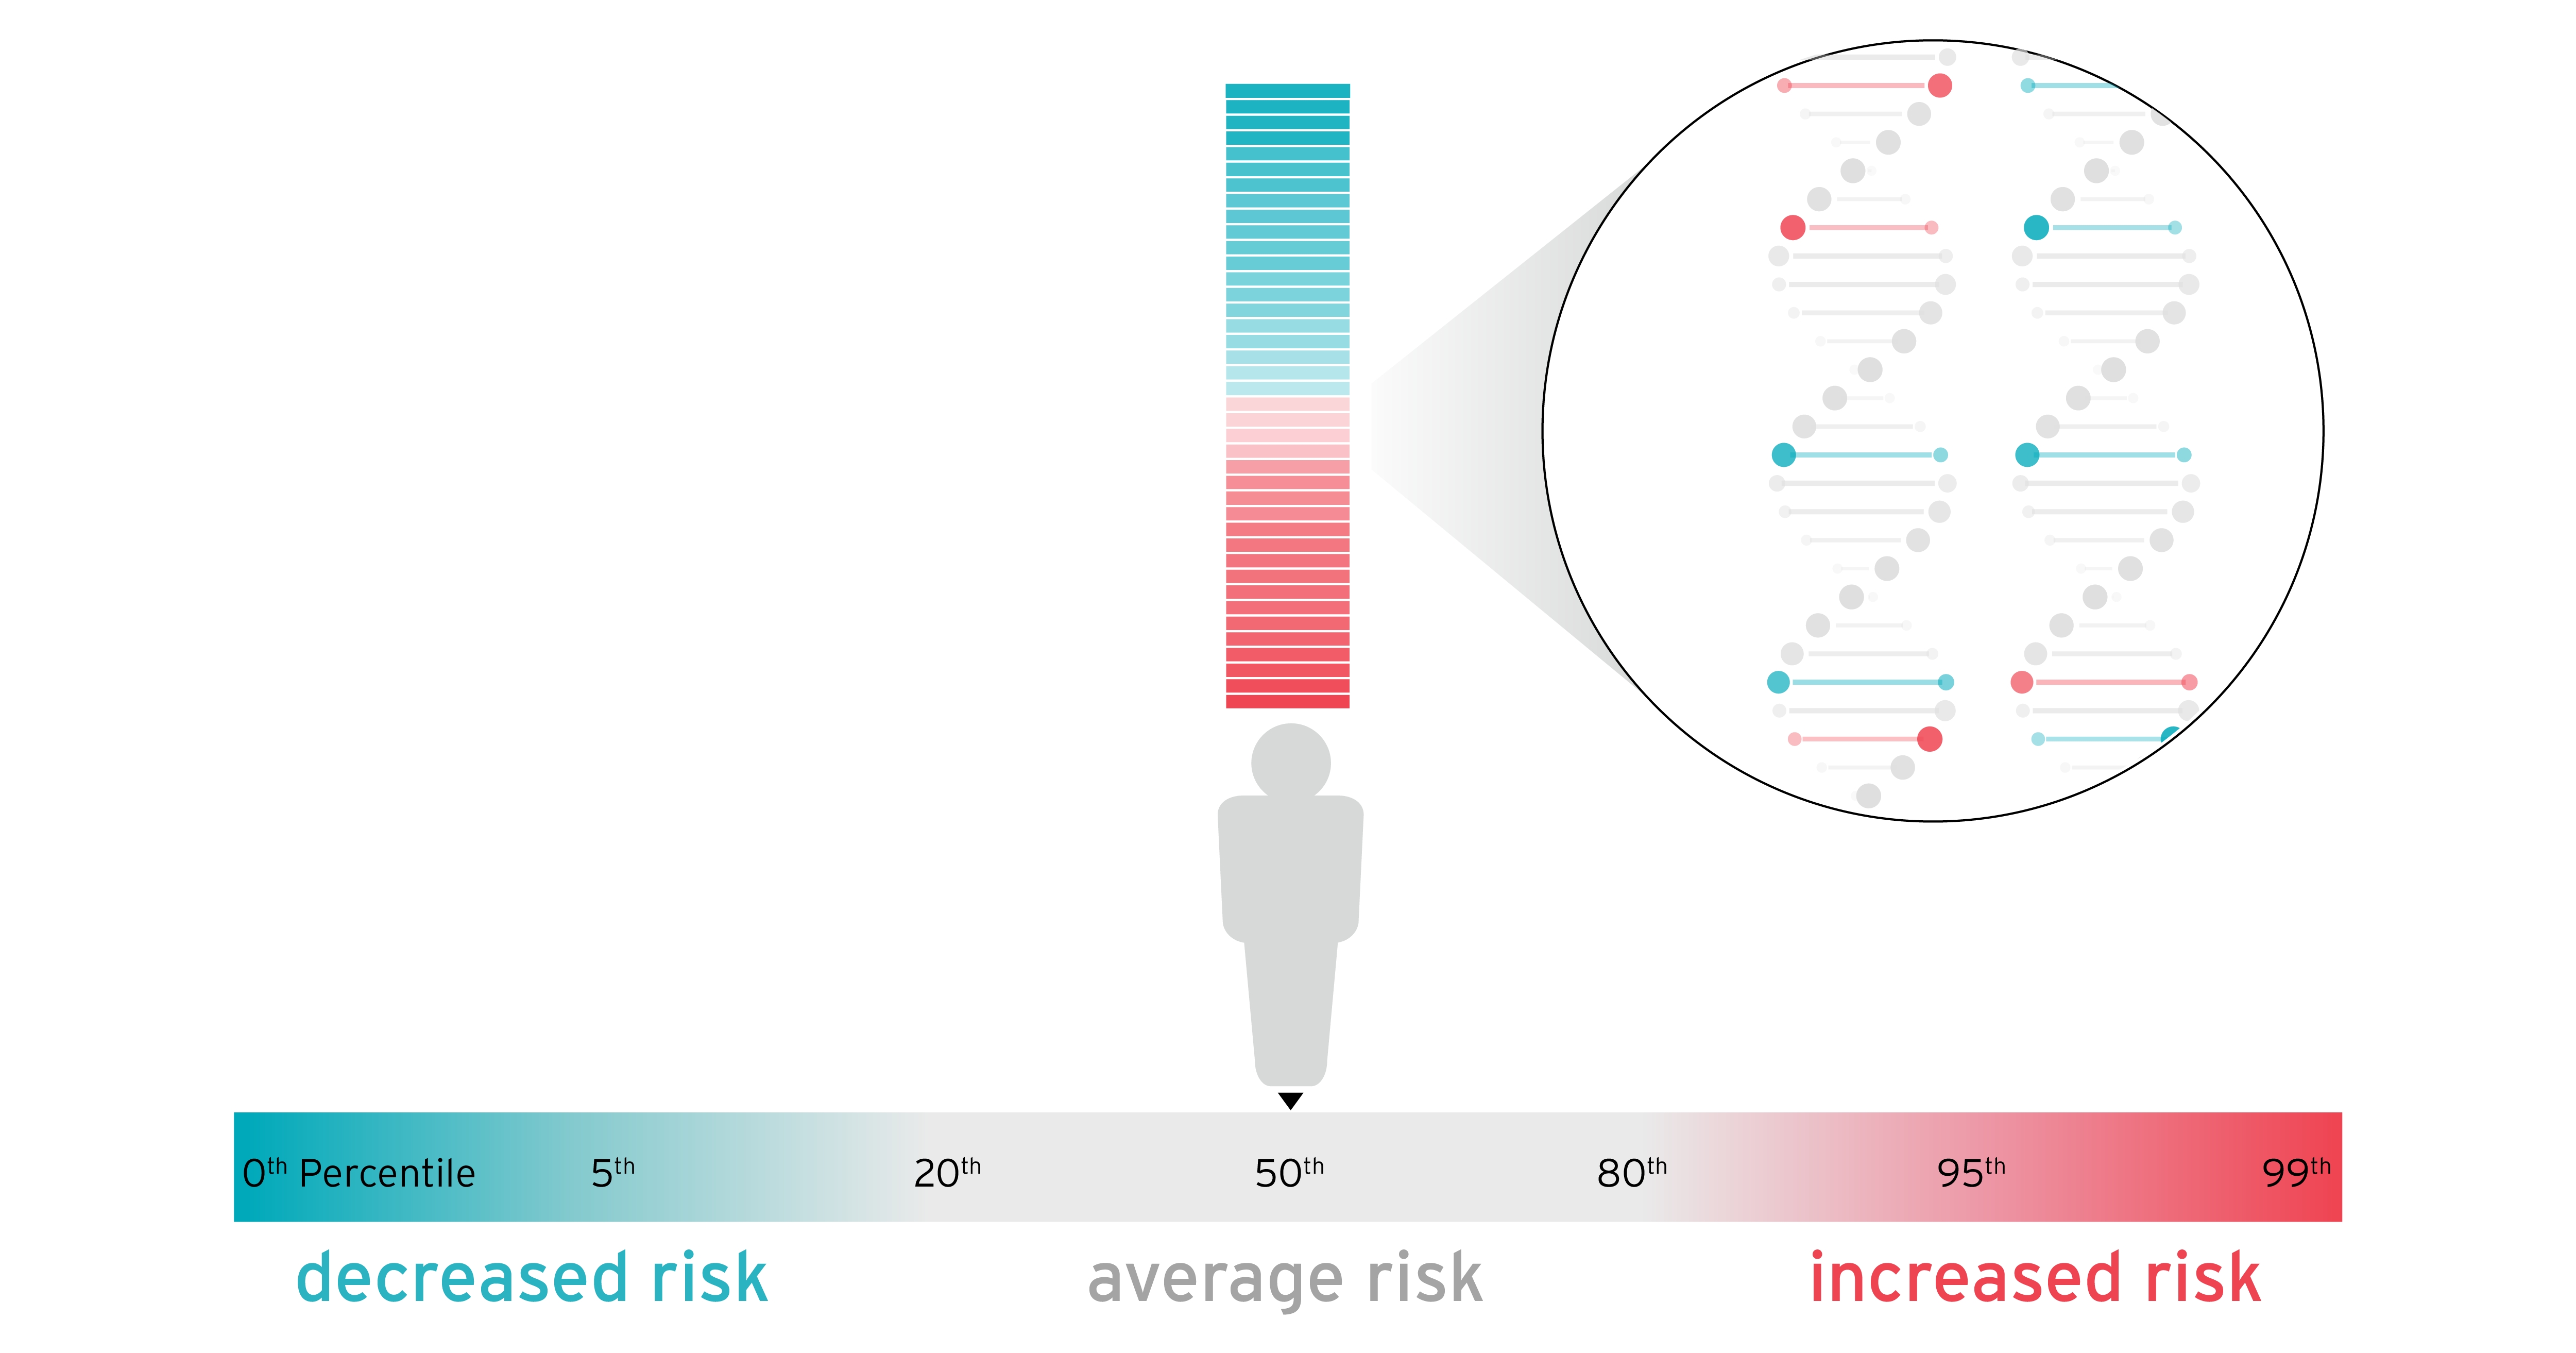 0th Percentile 5th 20th 50th 80th 95th 99th
decreased risk average risk increased risk